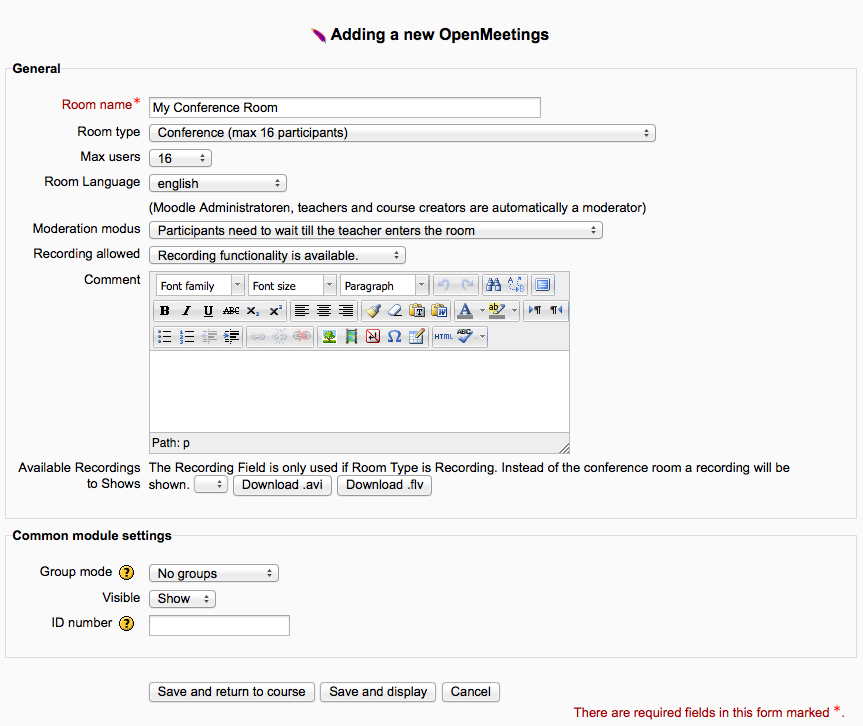 Adding a new OpenMeetings
General
Room name* My Conference Room
Room type Conference (max 16 participants)
Max users 16
Room Language english
(Moodle Administratoren, teachers and course creators are automatically a moderator)
Moderation modus Participants need to wait till the teacher enters the room
Recording allowed Recording functionality is available.
Comment Font family Font size Paragraph
B I U ABC X₂ X² T W A ab
Ω HTML ABC
Path: p
Available Recordings The Recording Field is only used if Room Type is Recording. Instead of the conference room a recording will be
to Shows shown. Download .avi Download .flv
Common module settings
Group mode ? No groups
Visible Show
ID number ?
Save and return to course Save and display Cancel
There are required fields in this form marked *.